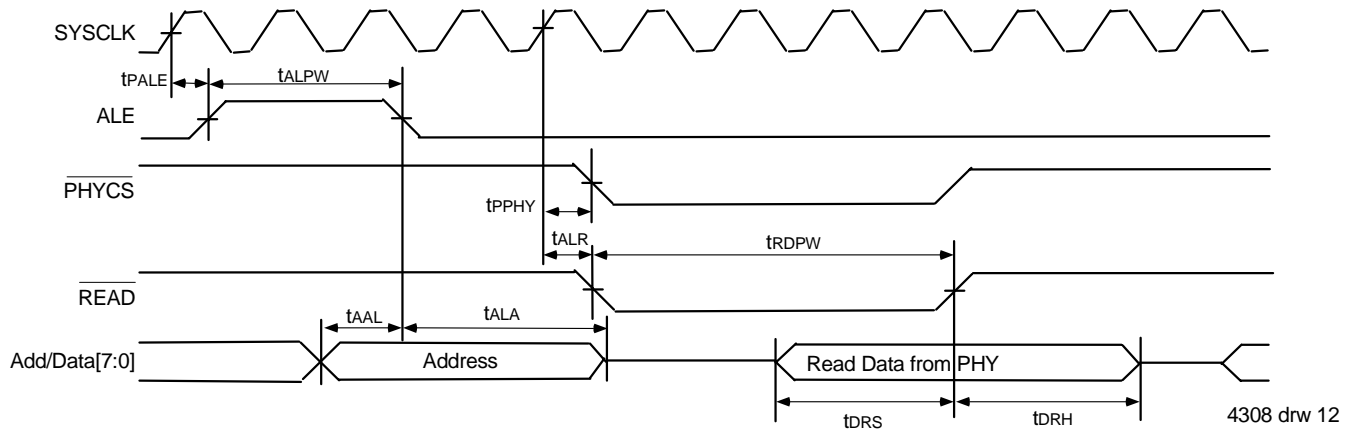 SYSCLK
tPALE
tALPW
ALE
PHYCS
tPPHY
tALR
tRDPW
READ
tAAL
tALA
Add/Data[7:0]
Address
Read Data from PHY
tDRS
tDRH
4308 drw 12